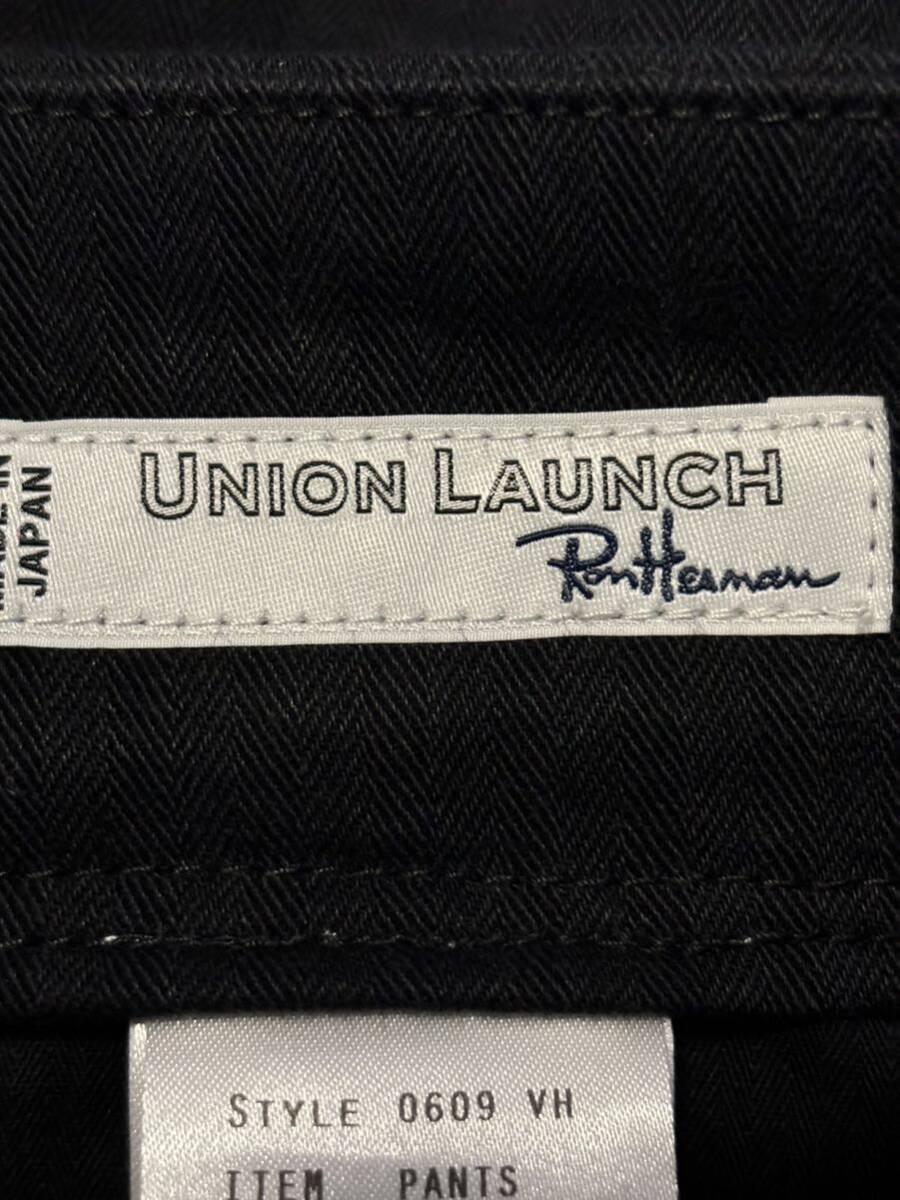 MADE IN
JAPAN
UNION LAUNCH
RonHerman
STYLE 0609 VH
ITEM PANTS